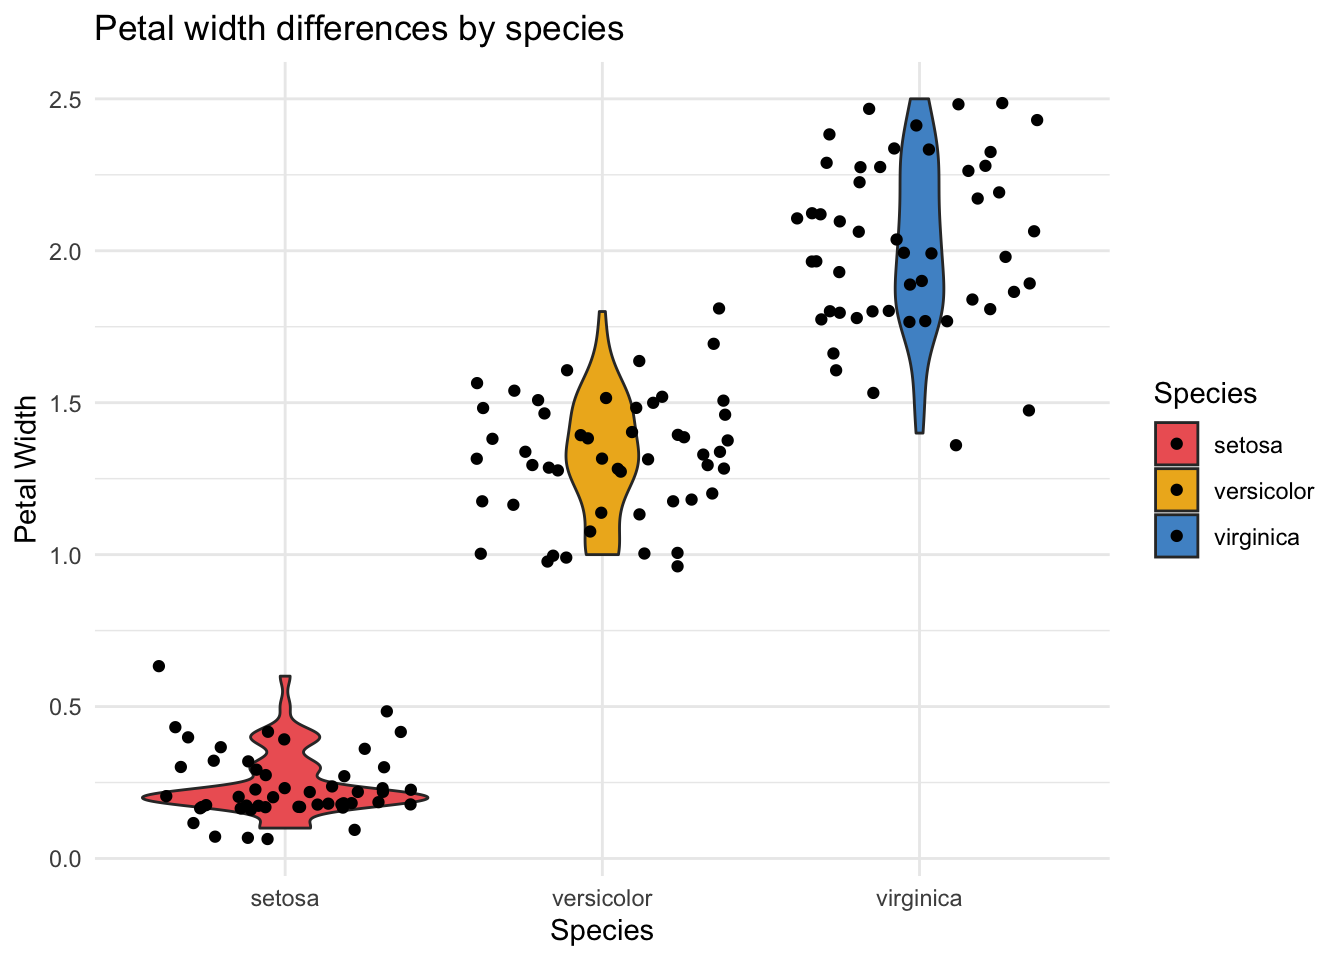 Petal width differences by species
Petal Width
2.5
2.0
1.5
1.0
0.5
0.0
setosa
versicolor
virginica
Species
Species
setosa
versicolor
virginica